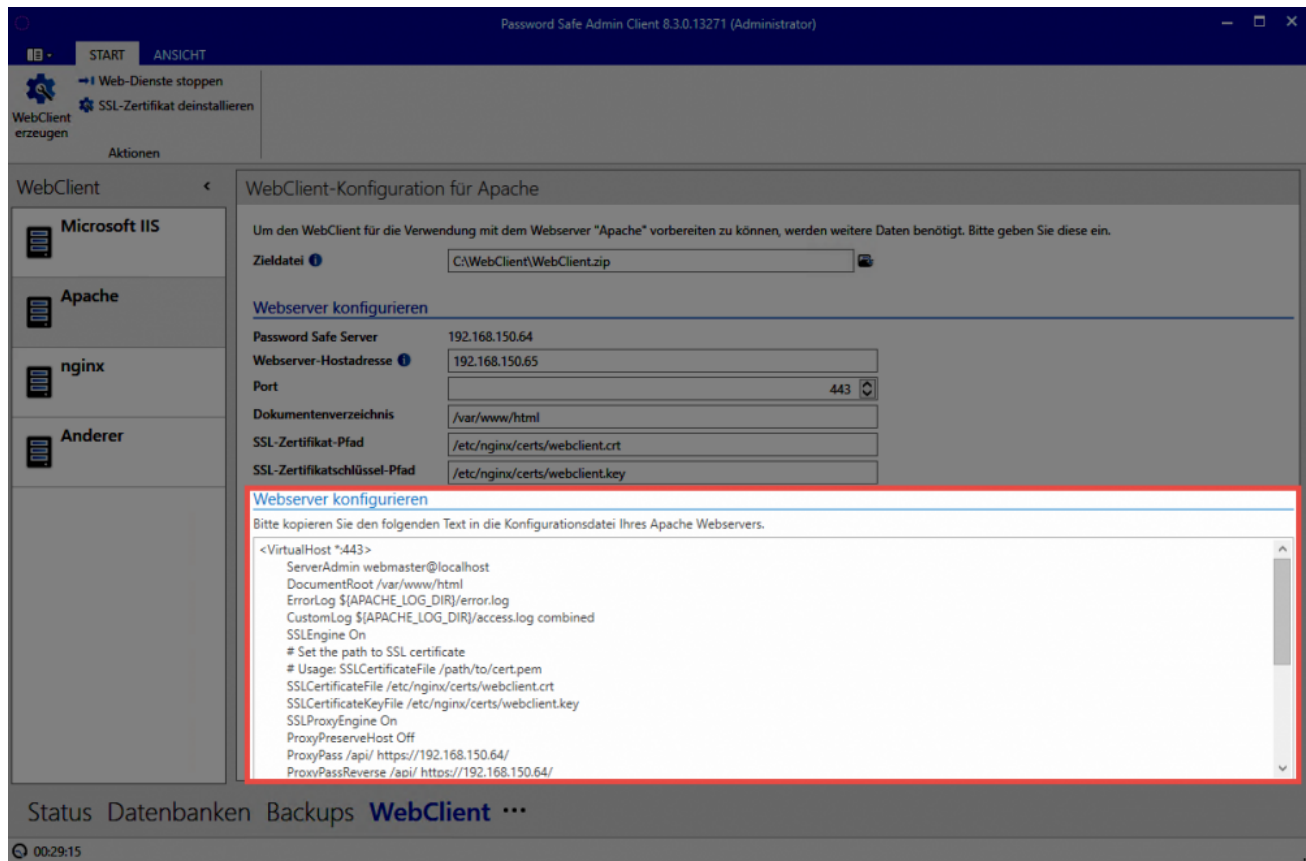 Password Safe Admin Client 8.3.0.13271 (Administrator)
START ANSICHT
WebClient erzeugen
Web-Dienste stoppen
SSL-Zertifikat deinstallieren
Aktionen
WebClient
Microsoft IIS
Apache
nginx
Anderer
WebClient-Konfiguration für Apache
Um den WebClient für die Verwendung mit dem Webserver "Apache" vorbereiten zu können, werden weitere Daten benötigt. Bitte geben Sie diese ein.
Zieldatei C:\WebClient\WebClient.zip
Webserver konfigurieren
Password Safe Server 192.168.150.64
Webserver-Hostadresse 192.168.150.65
Port 443
Dokumentenverzeichnis /var/www/html
SSL-Zertifikat-Pfad /etc/nginx/certs/webclient.crt
SSL-Zertifikatschlüssel-Pfad /etc/nginx/certs/webclient.key
Webserver konfigurieren
Bitte kopieren Sie den folgenden Text in die Konfigurationsdatei Ihres Apache Webservers.
<VirtualHost *:443>
ServerAdmin webmaster@localhost
DocumentRoot /var/www/html
ErrorLog ${APACHE_LOG_DIR}/error.log
CustomLog ${APACHE_LOG_DIR}/access.log combined
SSLEngine On
# Set the path to SSL certificate
# Usage: SSLCertificateFile /path/to/cert.pem
SSLCertificateFile /etc/nginx/certs/webclient.crt
SSLCertificateKeyFile /etc/nginx/certs/webclient.key
SSLProxyEngine On
ProxyPreserveHost Off
ProxyPass /api/ https://192.168.150.64/
ProxyPassReverse /api/ https://192.168.150.64/
Status Datenbanken Backups WebClient ···
00:29:15